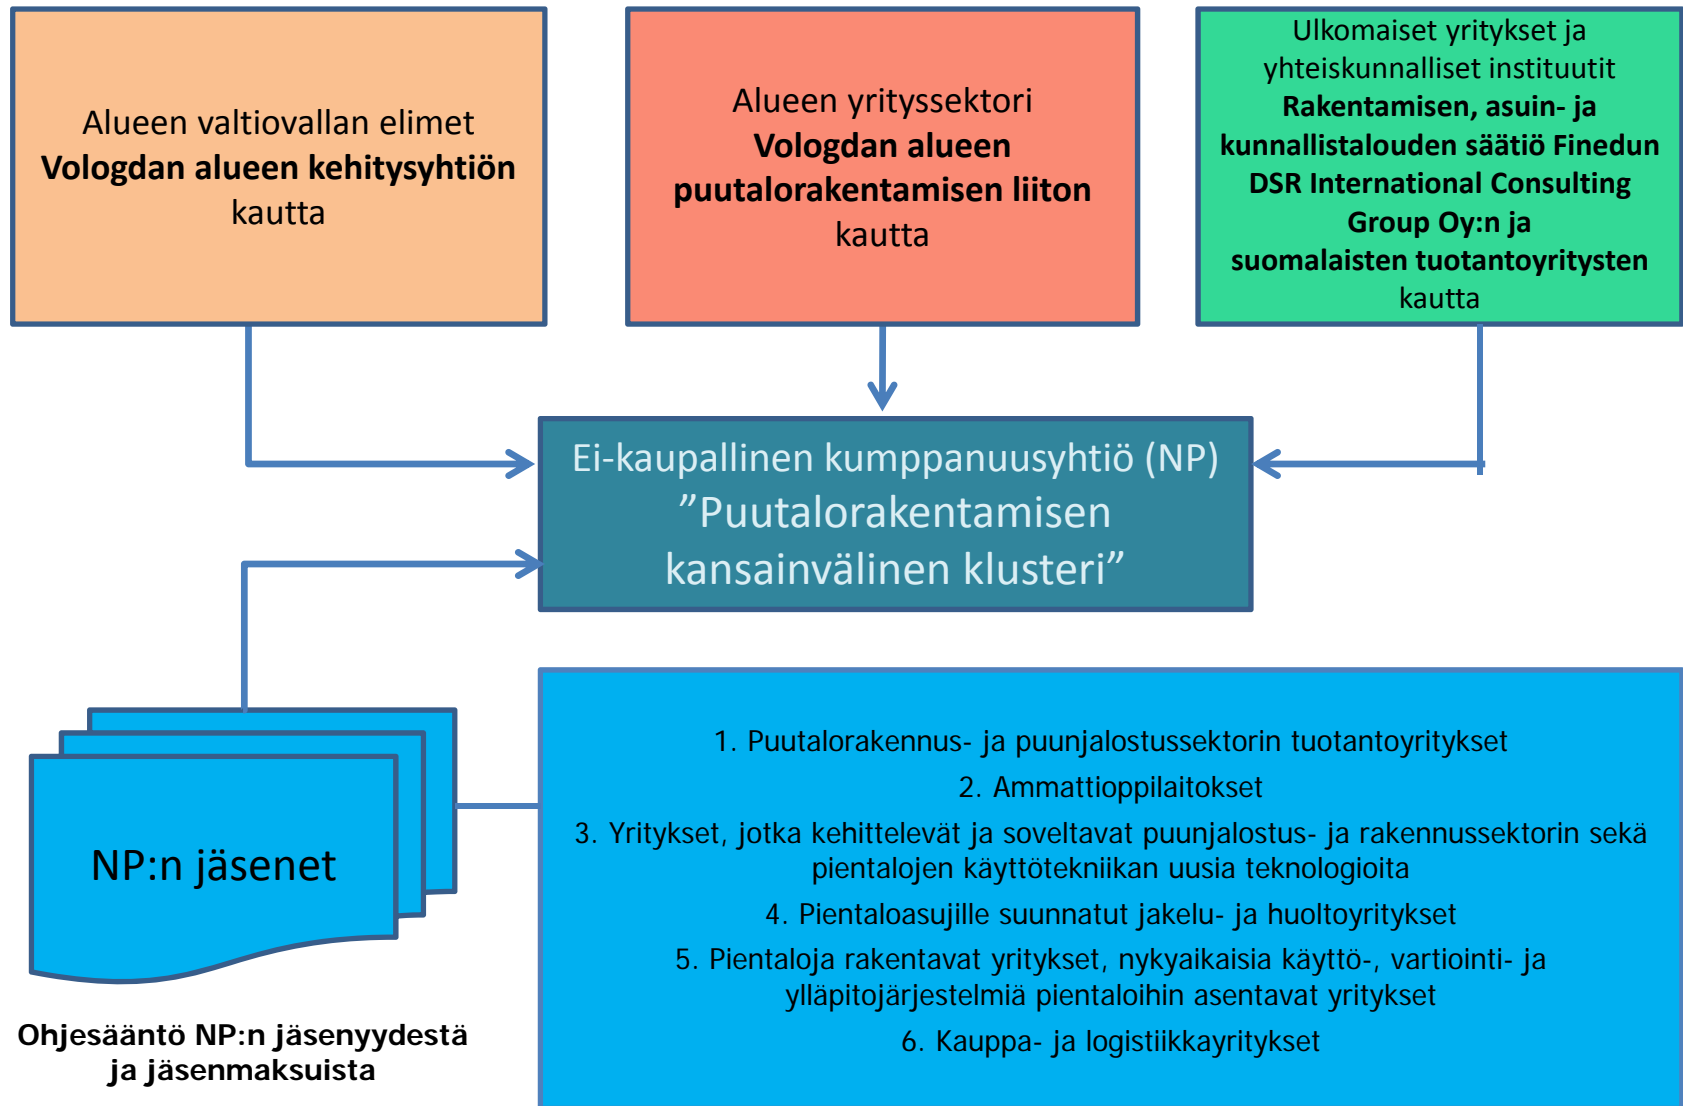 Alueen valtiovallan elimet
Vologdan alueen kehitysyhtiön
kautta
Alueen yrityssektori
Vologdan alueen
puutalorakentamisen liiton
kautta
Ulkomaiset yritykset ja
yhteiskunnalliset instituutit
Rakentamisen, asuin- ja
kunnallistalouden säätiö Finedun
DSR International Consulting
Group Oy:n ja
suomalaisten tuotantoyritysten
kautta
Ei-kaupallinen kumppanuusyhtiö (NP)
”Puutalorakentamisen
kansainvälinen klusteri”
NP:n jäsenet
Ohjesääntö NP:n jäsenyydestä
ja jäsenmaksuista
1. Puutalorakennus- ja puunjalostussektorin tuotantoyritykset
2. Ammattioppilaitokset
3. Yritykset, jotka kehittelevät ja soveltavat puunjalostus- ja rakennussektorin sekä
pientalojen käyttötekniikan uusia teknologioita
4. Pientaloasujille suunnatut jakelu- ja huoltoyritykset
5. Pientaloja rakentavat yritykset, nykyaikaisia käyttö-, vartiointi- ja
ylläpitojärjestelmiä pientaloihin asentavat yritykset
6. Kauppa- ja logistiikkayritykset